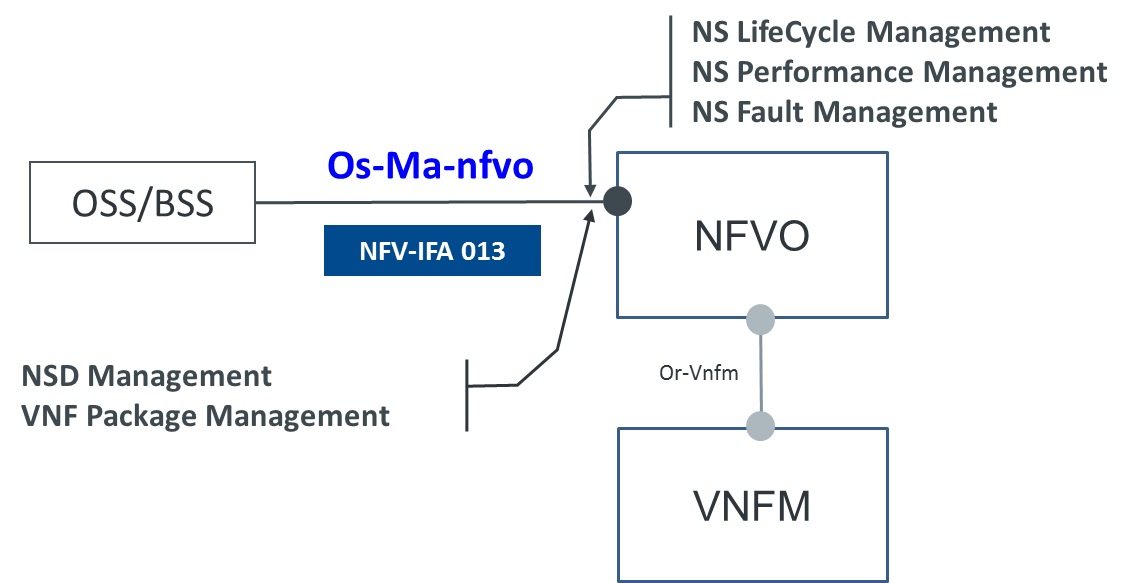 NS LifeCycle Management
NS Performance Management
NS Fault Management
Os-Ma-nfvo
OSS/BSS
NFV-IFA 013
NFVO
NSD Management
VNF Package Management
Or-Vnfm
VNFM